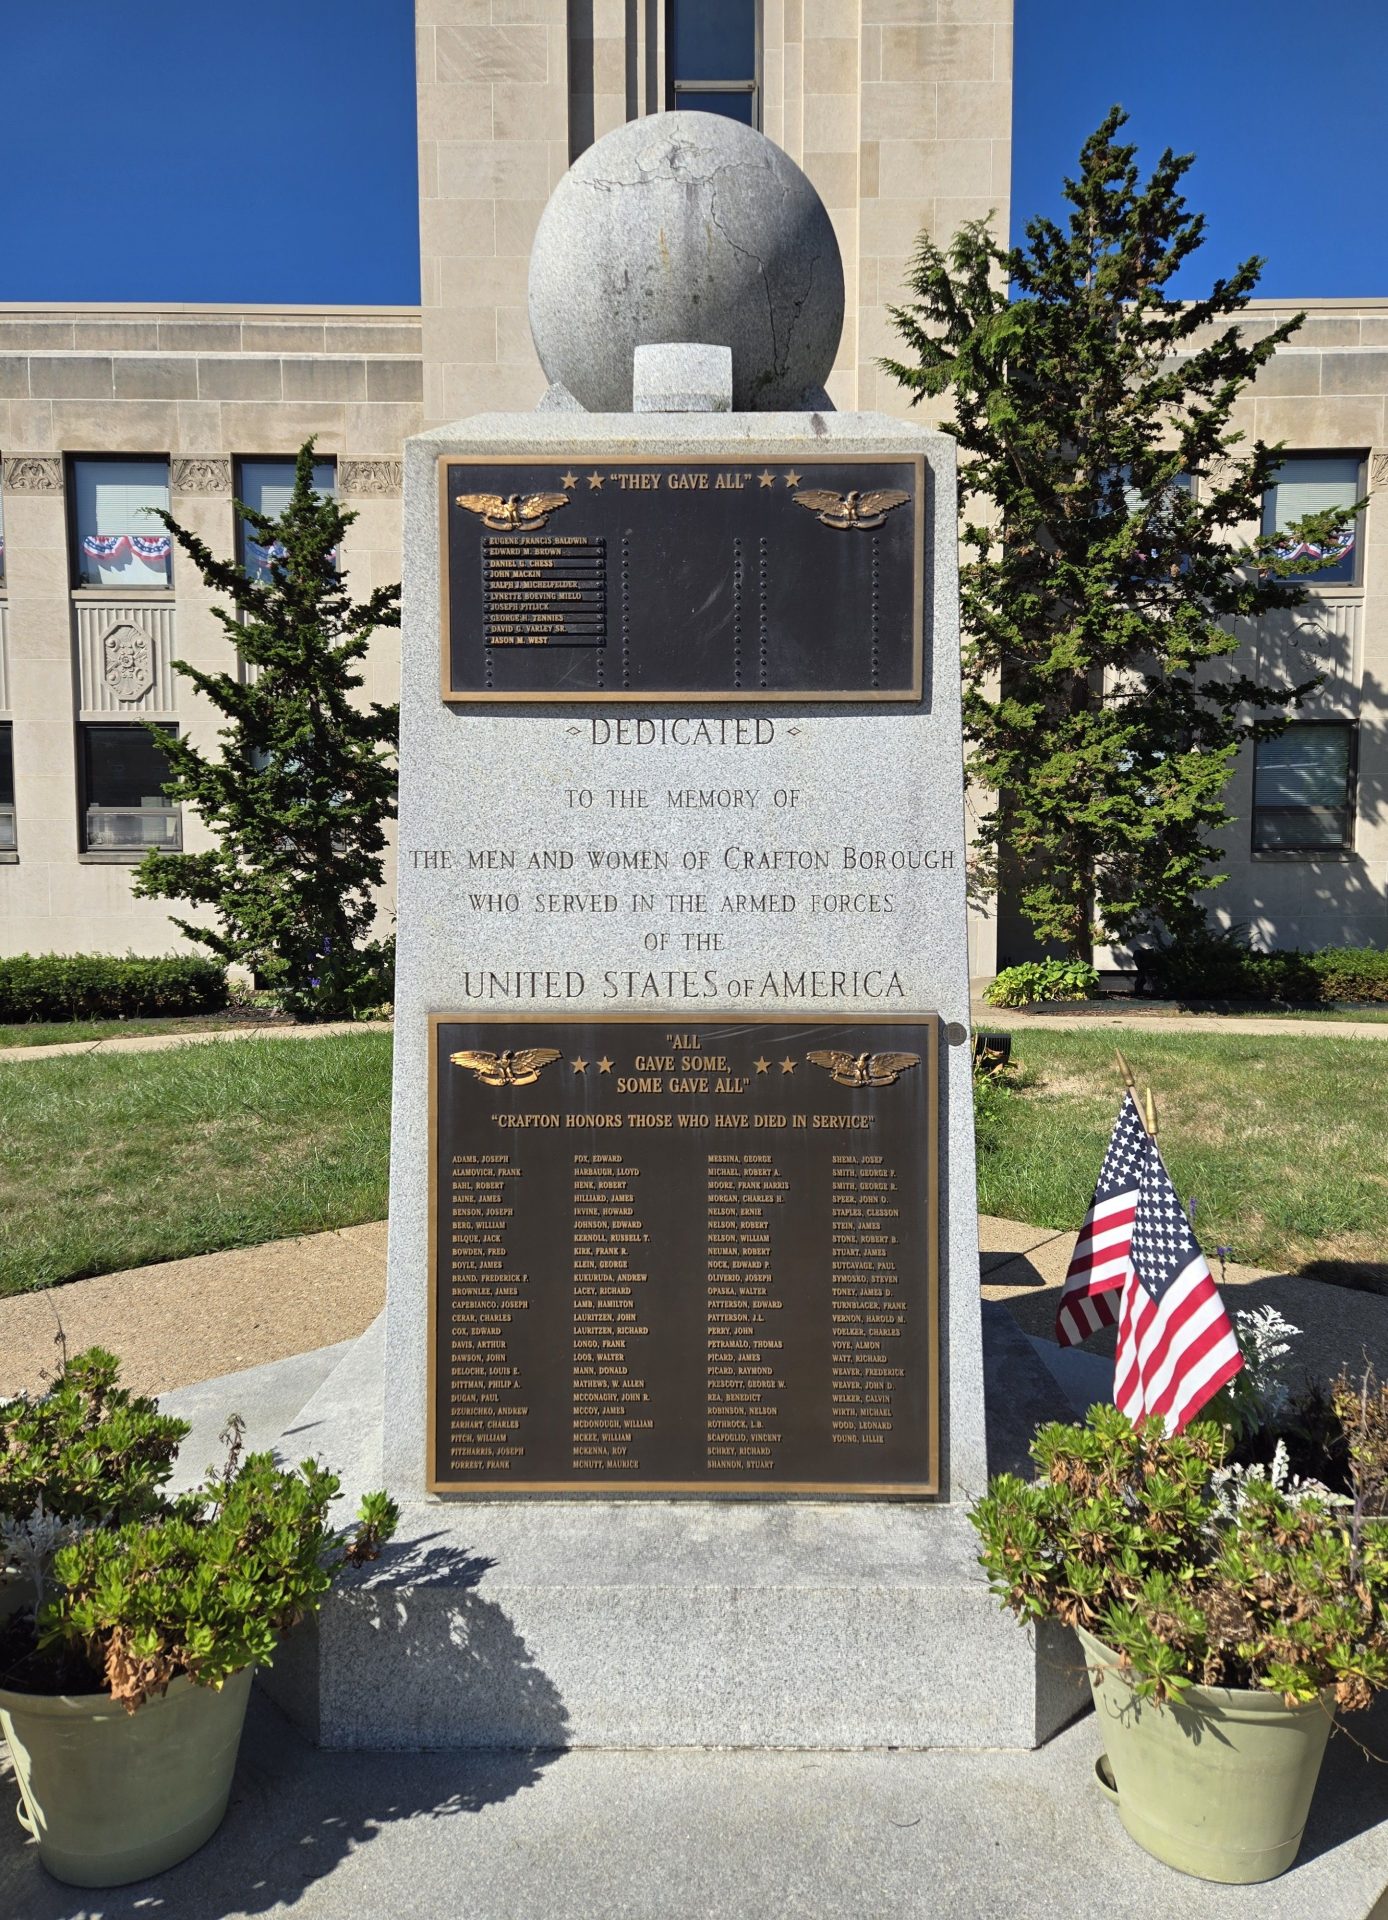 "THEY GAVE ALL"
EUGENE FRANCIS BALDWIN
EDWARD M. BROWN
DANIEL G. CHESS
JOHN MACKIN
RALPH J. MICHELFELDER
LYNETTE BOEVING MIELO
JOSEPH PITLICK
GEORGE H. TENNIES
DAVID G. VARLEY SR.
JASON M. WEST
DEDICATED
TO THE MEMORY OF
THE MEN AND WOMEN OF CRAFTON BOROUGH
WHO SERVED IN THE ARMED FORCES
OF THE
UNITED STATES OF AMERICA
"ALL
GAVE SOME,
SOME GAVE ALL"
"CRAFTON HONORS THOSE WHO HAVE DIED IN SERVICE"
ADAMS, JOSEPH
ALAMOVICH, FRANK
BAHL, ROBERT
BAINE, JAMES
BENSON, JOSEPH
BERG, WILLIAM
BILQUE, JACK
BOWDEN, FRED
BOYLE, JAMES
BRAND, FREDERICK P.
BROWNLEE, JAMES
CAPEBIANCO, JOSEPH
CERAR, CHARLES
COX, EDWARD
DAVIS, ARTHUR
DAWSON, JOHN
DELOCHE, LOUIS E.
DITTMAN, PHILIP A.
DUGAN, PAUL
DZURICHKO, ANDREW
EARHART, CHARLES
FITCH, WILLIAM
FITZHARRIS, JOSEPH
FORREST, FRANK
FOX, EDWARD
HARBAUGH, LLOYD
HENK, ROBERT
HILLIARD, JAMES
IRVINE, HOWARD
JOHNSON, EDWARD
KERNOLL, RUSSELL T.
KIRK, FRANK R.
KLEIN, GEORGE
KUKURUDA, ANDREW
LACEY, RICHARD
LAMB, HAMILTON
LAURITZEN, JOHN
LAURITZEN, RICHARD
LONGO, FRANK
LOOS, WALTER
MANN, DONALD
MATHEWS, W. ALLEN
MCCONAGHY, JOHN R.
MCCOY, JAMES
MCDONOUGH, WILLIAM
MCKEE, WILLIAM
MCKENNA, ROY
MCNUTT, MAURICE
MESSINA, GEORGE
MICHAEL, ROBERT A.
MOORE, FRANK HARRIS
MORGAN, CHARLES H.
NELSON, ERNIE
NELSON, ROBERT
NELSON, WILLIAM
NEUMAN, ROBERT
NOCK, EDWARD P.
OLIVERIO, JOSEPH
OPASKA, WALTER
PATTERSON, EDWARD
PATTERSON, J.L.
PERRY, JOHN
PETRAMALO, THOMAS
PICARD, JAMES
PICARD, RAYMOND
PRESCOTT, GEORGE W.
REA, BENEDICT
ROBINSON, NELSON
ROTHROCK, L.B.
SCAFOGLIO, VINCENT
SCHREY, RICHARD
SHANNON, STUART
SHEMA, JOSEF
SMITH, GEORGE F.
SMITH, GEORGE R.
SPEER, JOHN O.
STAPLES, CLESSON
STEIN, JAMES
STONE, ROBERT B.
STUART, JAMES
SUTCAVAGE, PAUL
SYMOSKO, STEVEN
TONEY, JAMES D.
TURNBLACER, FRANK
VERNON, HAROLD M.
VOELKER, CHARLES
VOYE, ALMON
WATT, RICHARD
WEAVER, FREDERICK
WEAVER, JOHN D.
WELKER, CALVIN
WIRTH, MICHAEL
WOOD, LEONARD
YOUNG, LILLIE